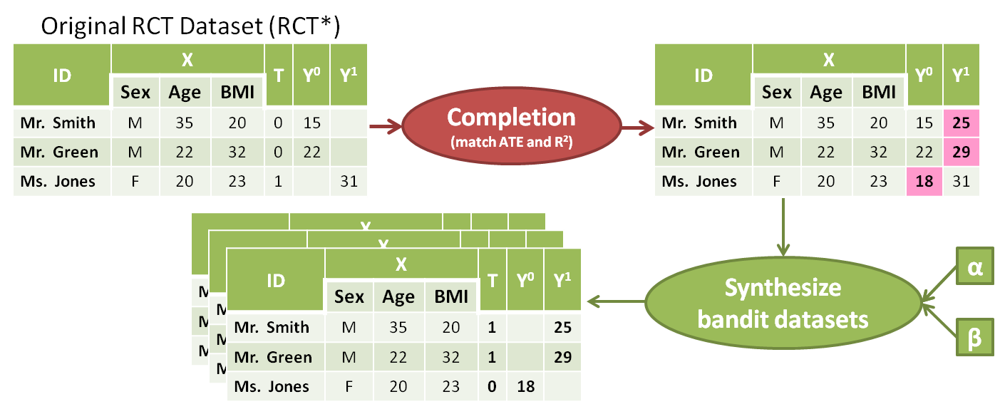 Original RCT Dataset (RCT*)
ID X T Y⁰ Y¹
Sex Age BMI
Mr. Smith M 35 20 0 15
Mr. Green M 22 32 0 22
Ms. Jones F 20 23 1 31
Completion
(match ATE and R²)
ID X Y⁰ Y¹
Sex Age BMI
Mr. Smith M 35 20 15 25
Mr. Green M 22 32 22 29
Ms. Jones F 20 23 18 31
Synthesize
bandit datasets
α
β
X
X
ID X T Y⁰ Y¹
Sex Age BMI
Mr. Smith M 35 20 1 25
Mr. Green M 22 32 1 29
Ms. Jones F 20 23 0 18
M
M
M
M
M
M